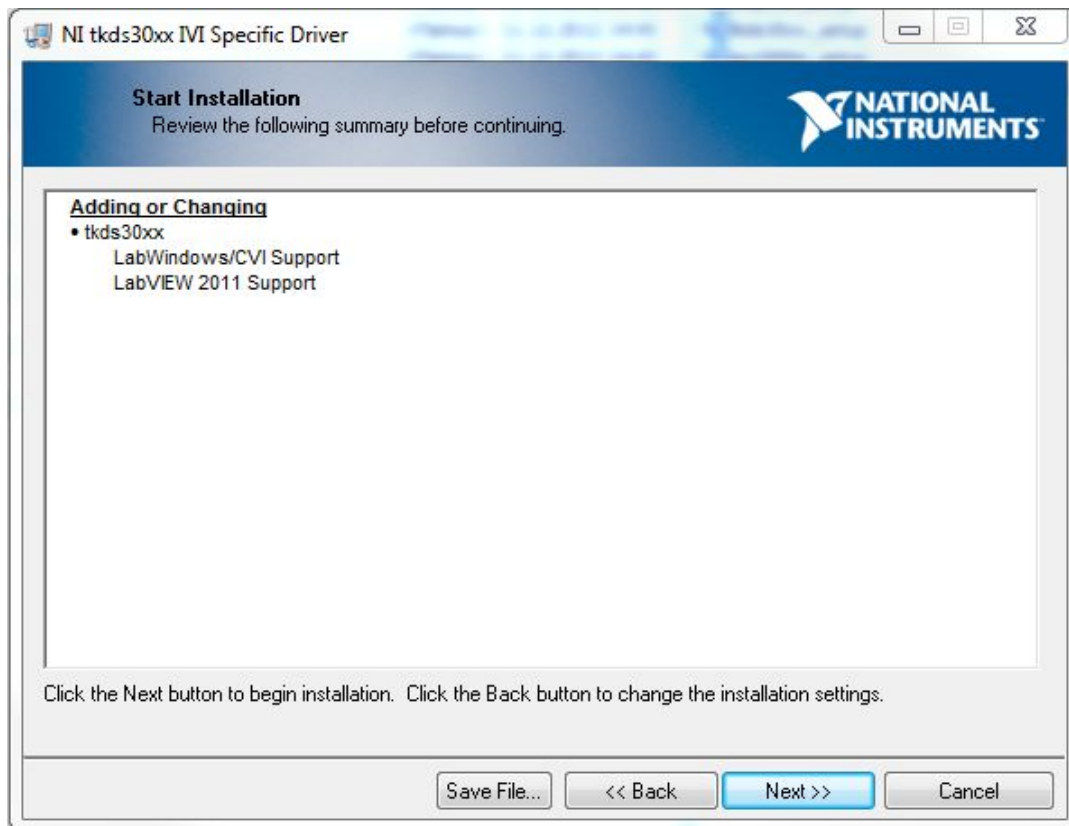 NI tkds30xx IVI Specific Driver
Start Installation
Review the following summary before continuing.
NATIONAL
INSTRUMENTS
Adding or Changing
• tkds30xx
LabWindows/CVI Support
LabVIEW 2011 Support
Click the Next button to begin installation.  Click the Back button to change the installation settings.
Save File... << Back Next >> Cancel